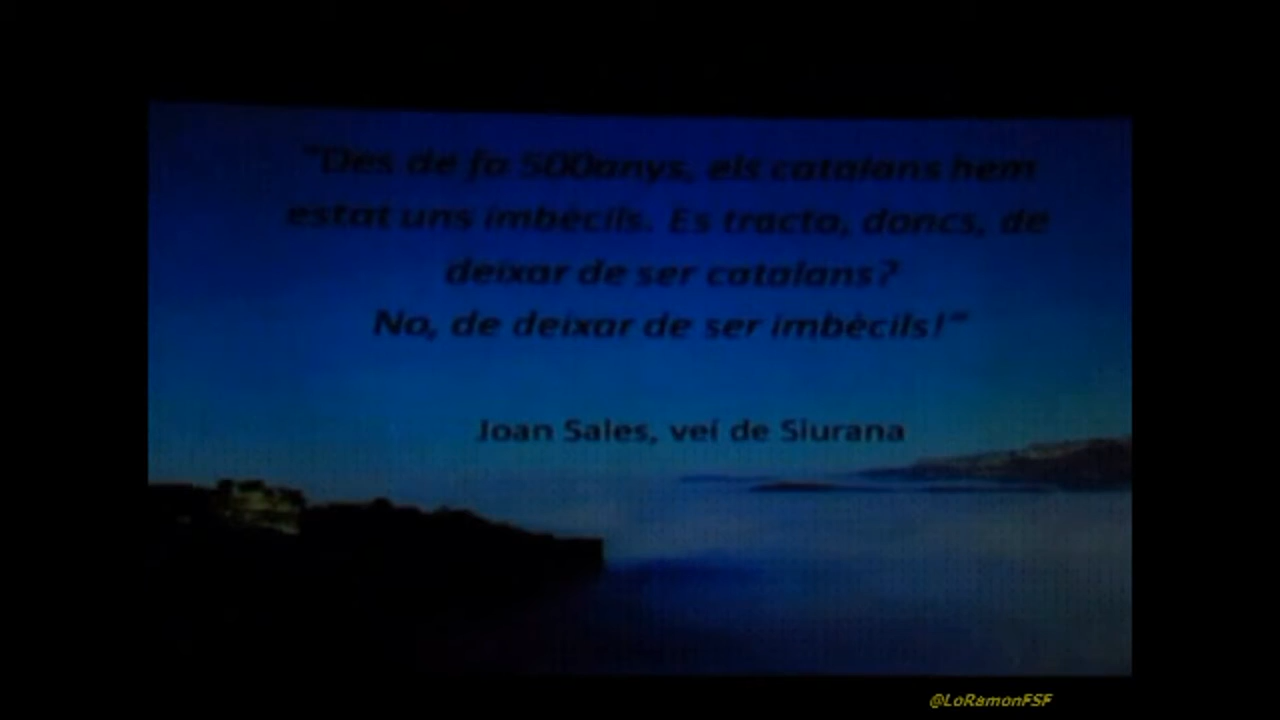 "Des de fa 500anys, els catalans hem
estat uns imbècils. Es tracta, doncs, de
deixar de ser catalans?
No, de deixar de ser imbècils!"
Joan Sales, veí de Siurana
@LoRamonFSF